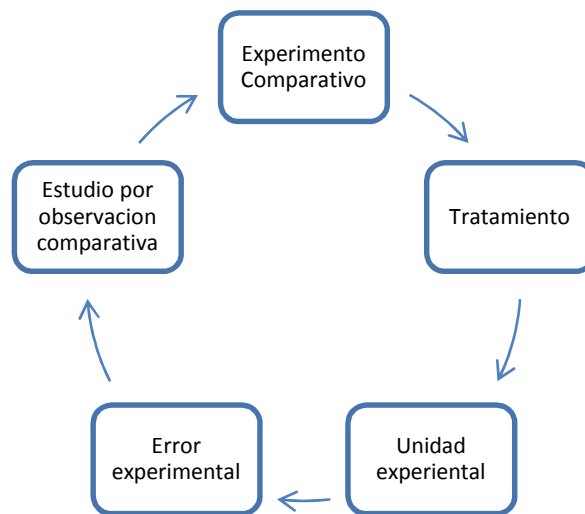 Experimento
Comparativo
Tratamiento
Unidad
experiental
Error
experimental
Estudio por
observacion
comparativa